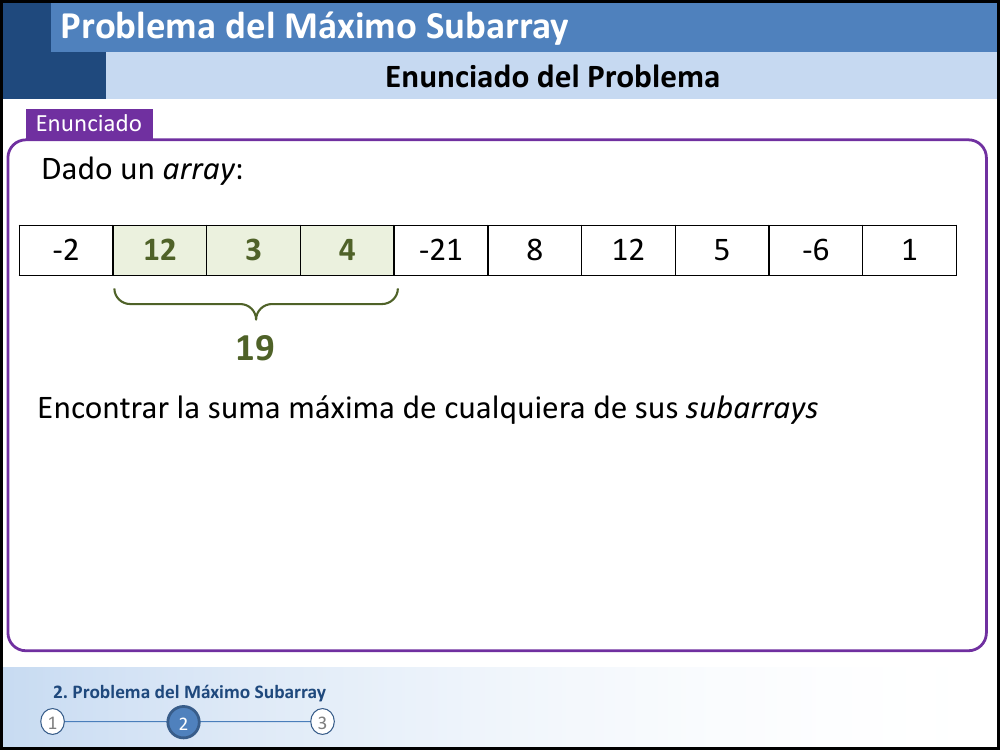 Problema del Máximo Subarray
Enunciado del Problema
Enunciado
Dado un array:
-2 12 3 4 -21 8 12 5 -6 1
19
Encontrar la suma máxima de cualquiera de sus subarrays
2. Problema del Máximo Subarray
1 2 3